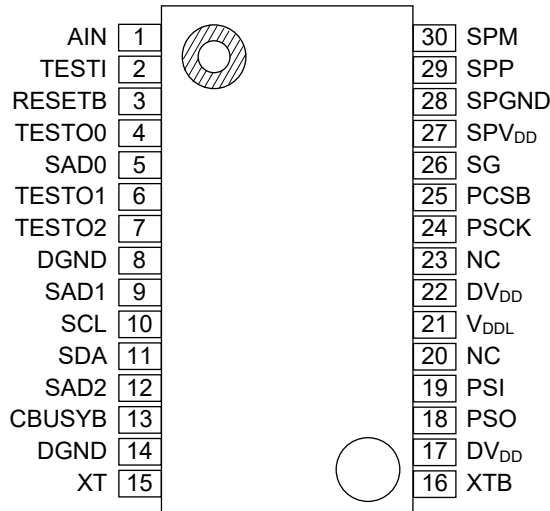 AIN 1 30 SPM
TESTI 2 29 SPP
RESETB 3 28 SPGND
TESTO0 4 27 SPVDD
SAD0 5 26 SG
TESTO1 6 25 PCSB
TESTO2 7 24 PSCK
DGND 8 23 NC
SAD1 9 22 DVDD
SCL 10 21 VDDL
SDA 11 20 NC
SAD2 12 19 PSI
CBUSYB 13 18 PSO
DGND 14 17 DVDD
XT 15 16 XTB